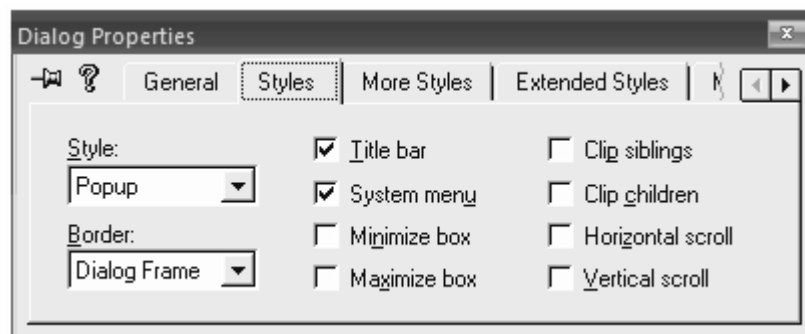 Dialog Properties
General Styles More Styles Extended Styles
Style:
Popup
Border:
Dialog Frame
Title bar
System menu
Minimize box
Maximize box
Clip siblings
Clip children
Horizontal scroll
Vertical scroll